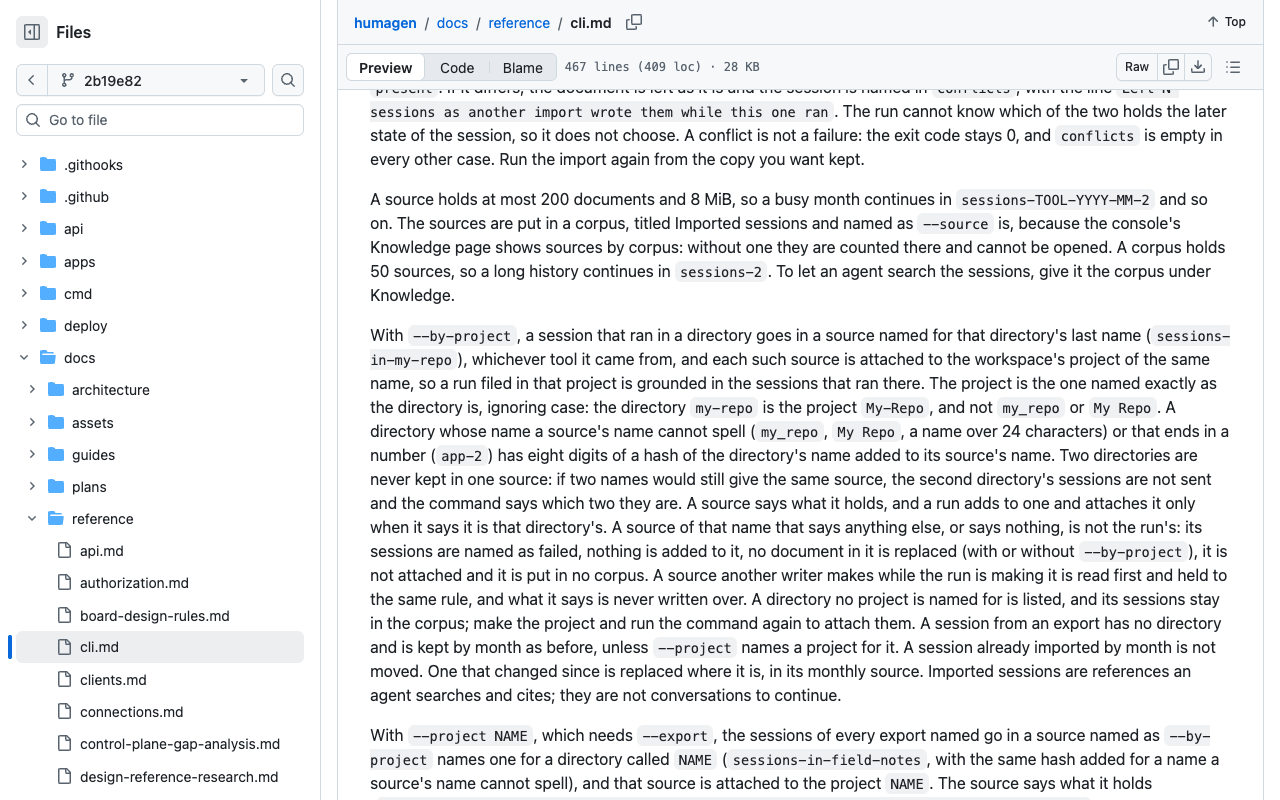 Files
humagen / docs / reference / cli.md
Top
2b19e82
Preview
Code
Blame
467 lines (409 loc) · 28 KB
Raw
Go to file
.githooks
.github
api
apps
cmd
deploy
docs
architecture
assets
guides
plans
reference
api.md
authorization.md
board-design-rules.md
cli.md
clients.md
connections.md
control-plane-gap-analysis.md
design-reference-research.md
present. If it differs, the document is left as it is and the session is named in conflicts, with the line Left N
sessions as another import wrote them while this one ran. The run cannot know which of the two holds the later
state of the session, so it does not choose. A conflict is not a failure: the exit code stays 0, and conflicts is empty in
every other case. Run the import again from the copy you want kept.
A source holds at most 200 documents and 8 MiB, so a busy month continues in sessions-TOOL-YYYY-MM-2 and so
on. The sources are put in a corpus, titled Imported sessions and named as --source is, because the console's
Knowledge page shows sources by corpus: without one they are counted there and cannot be opened. A corpus holds
50 sources, so a long history continues in sessions-2. To let an agent search the sessions, give it the corpus under
Knowledge.
With --by-project, a session that ran in a directory goes in a source named for that directory's last name (sessions-
in-my-repo), whichever tool it came from, and each such source is attached to the workspace's project of the same
name, so a run filed in that project is grounded in the sessions that ran there. The project is the one named exactly as
the directory is, ignoring case: the directory my-repo is the project My-Repo, and not my_repo or My Repo. A
directory whose name a source's name cannot spell (my_repo, My Repo, a name over 24 characters) or that ends in a
number (app-2) has eight digits of a hash of the directory's name added to its source's name. Two directories are
never kept in one source: if two names would still give the same source, the second directory's sessions are not sent
and the command says which two they are. A source says what it holds, and a run adds to one and attaches it only
when it says it is that directory's. A source of that name that says anything else, or says nothing, is not the run's: its
sessions are named as failed, nothing is added to it, no document in it is replaced (with or without --by-project), it is
not attached and it is put in no corpus. A source another writer makes while the run is making it is read first and held to
the same rule, and what it says is never written over. A directory no project is named for is listed, and its sessions stay
in the corpus; make the project and run the command again to attach them. A session from an export has no directory
and is kept by month as before, unless --project names a project for it. A session already imported by month is not
moved. One that changed since is replaced where it is, in its monthly source. Imported sessions are references an
agent searches and cites; they are not conversations to continue.
With --project NAME, which needs --export, the sessions of every export named go in a source named as --by-
project names one for a directory called NAME (sessions-in-field-notes, with the same hash added for a name a
source's name cannot spell), and that source is attached to the project NAME. The source says what it holds